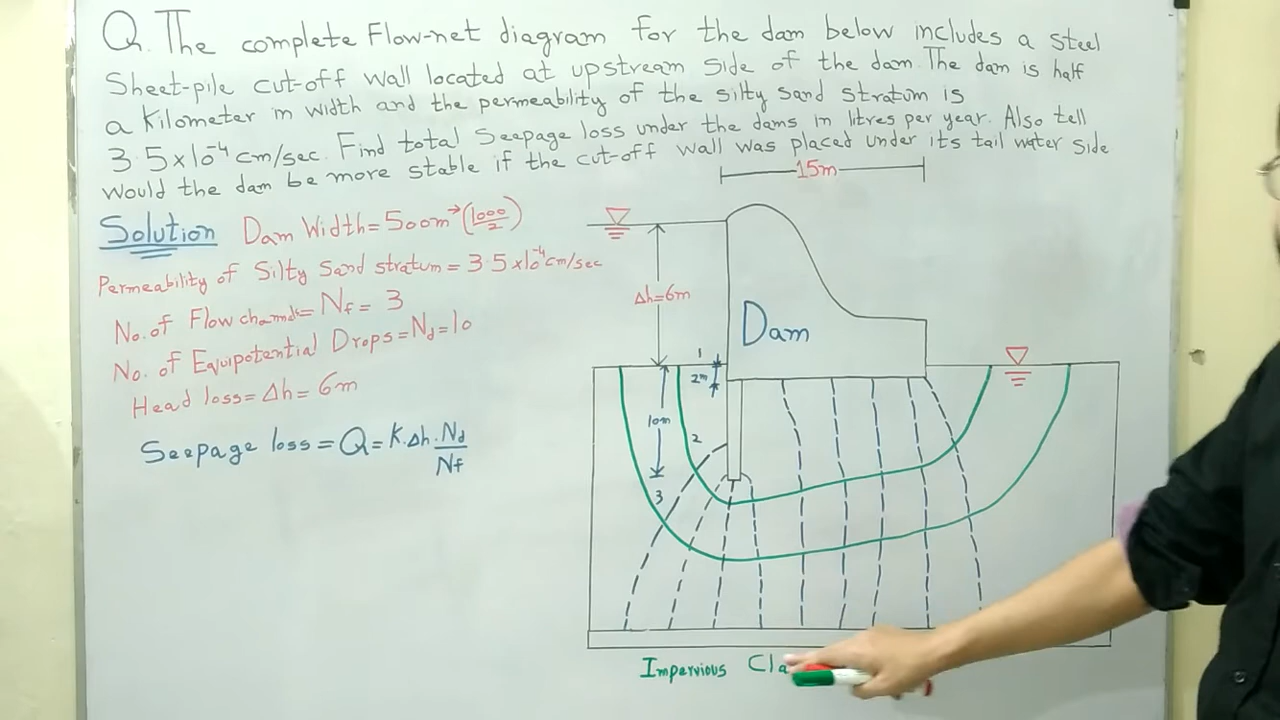 Q. The complete Flow-net diagram for the dam below includes a steel
Sheet-pile cut-off wall located at upstream side of the dam. The dam is half
a kilometer in width and the permeability of the silty sand stratum is
3.5x10⁻⁴ cm/sec. Find total seepage loss under the dams in litres per year. Also tell
would the dam be more stable if the cut-off wall was placed under its tail water side
15m
Solution Dam Width = 500m → (1000/2)
Permeability of Silty Sand stratum = 3.5x10⁻⁴ cm/sec
No. of Flow channels = Nf = 3
No. of Equipotential Drops = Nd = 10
Head loss = Δh = 6m
Seepage loss = Q = K.Δh.Nd/Nf
Δh=6m
Dam
1
2m
10m
2
3
Impervious Cla